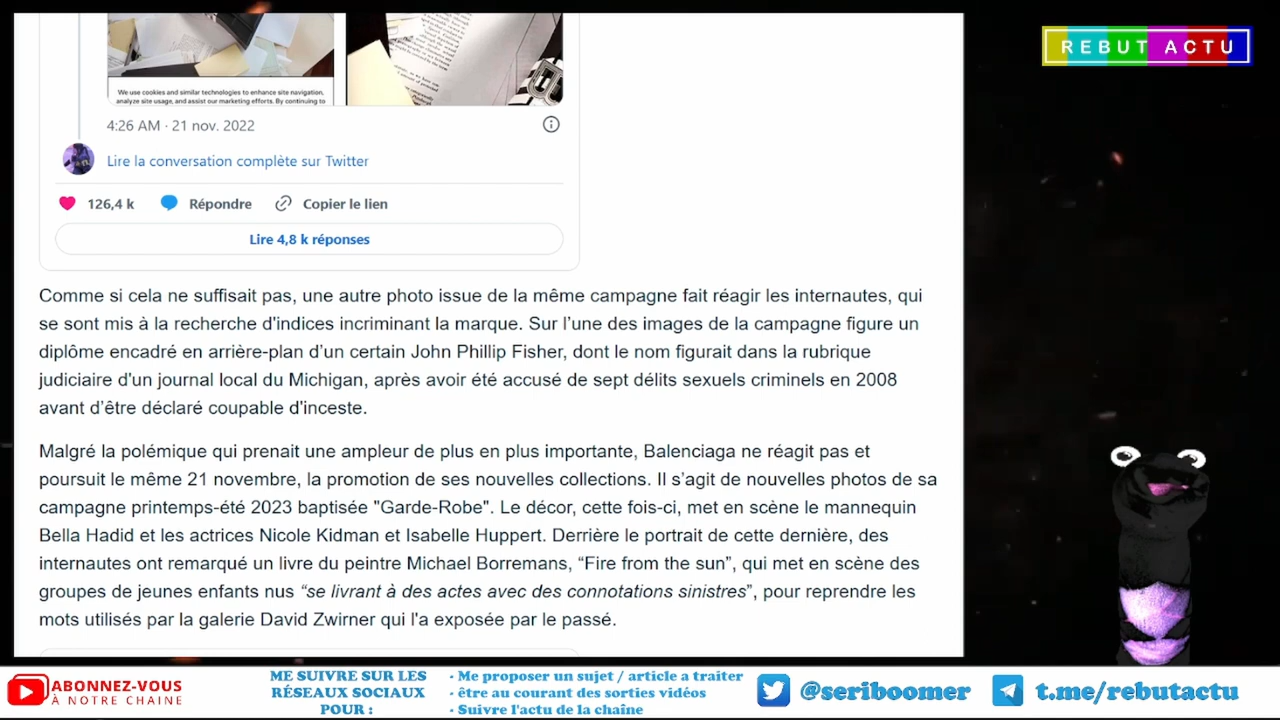 REBUT ACTU
We use cookies and similar technologies to enhance site navigation,
analyze site usage, and assist our marketing efforts. By continuing to
4:26 AM · 21 nov. 2022
Lire la conversation complète sur Twitter
126,4 k Répondre Copier le lien
Lire 4,8 k réponses
Comme si cela ne suffisait pas, une autre photo issue de la même campagne fait réagir les internautes, qui
se sont mis à la recherche d'indices incriminant la marque. Sur l’une des images de la campagne figure un
diplôme encadré en arrière-plan d’un certain John Phillip Fisher, dont le nom figurait dans la rubrique
judiciaire d'un journal local du Michigan, après avoir été accusé de sept délits sexuels criminels en 2008
avant d’être déclaré coupable d'inceste.
Malgré la polémique qui prenait une ampleur de plus en plus importante, Balenciaga ne réagit pas et
poursuit le même 21 novembre, la promotion de ses nouvelles collections. Il s’agit de nouvelles photos de sa
campagne printemps-été 2023 baptisée "Garde-Robe". Le décor, cette fois-ci, met en scène le mannequin
Bella Hadid et les actrices Nicole Kidman et Isabelle Huppert. Derrière le portrait de cette dernière, des
internautes ont remarqué un livre du peintre Michael Borremans, “Fire from the sun”, qui met en scène des
groupes de jeunes enfants nus “se livrant à des actes avec des connotations sinistres”, pour reprendre les
mots utilisés par la galerie David Zwirner qui l'a exposée par le passé.
ABONNEZ-VOUS
À NOTRE CHAINE
ME SUIVRE SUR LES
RÉSEAUX SOCIAUX
POUR :
· Me proposer un sujet / article a traiter
· être au courant des sorties vidéos
· Suivre l'actu de la chaîne
@seriboomer
t.me/rebutactu